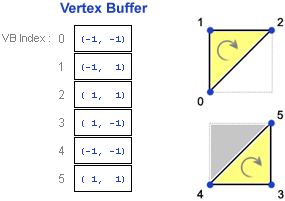 Vertex Buffer
VB Index : 0 (-1, -1)
1 (-1, 1)
2 ( 1, 1)
3 ( 1, -1)
4 (-1, -1)
5 ( 1, 1)
1 2
0
5
4 3